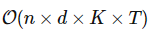 𝒪(n × d × K × T)